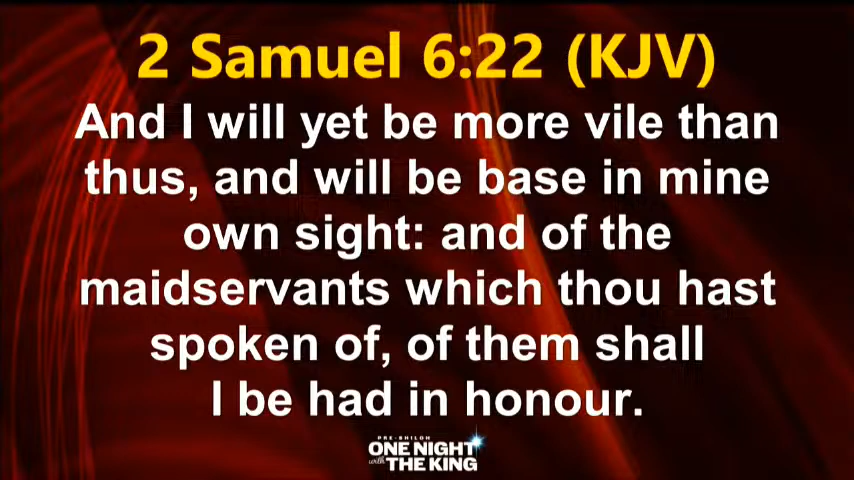 2 Samuel 6:22 (KJV)
And I will yet be more vile than
thus, and will be base in mine
own sight: and of the
maidservants which thou hast
spoken of, of them shall
I be had in honour.
PRE-SHILOH
ONE NIGHT
with THE KING